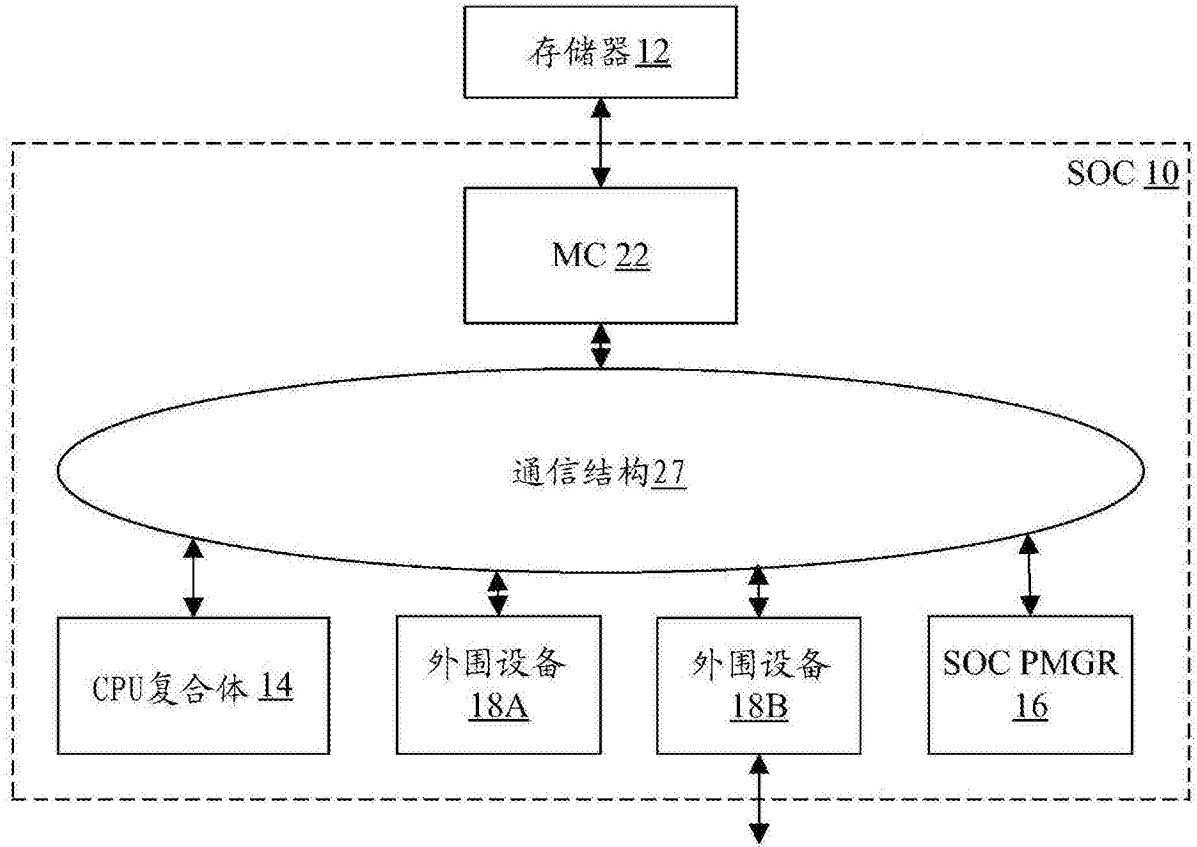 存储器12
SOC 10
MC 22
通信结构27
CPU复合体 14
外围设备
18A
外围设备
18B
SOC PMGR
16